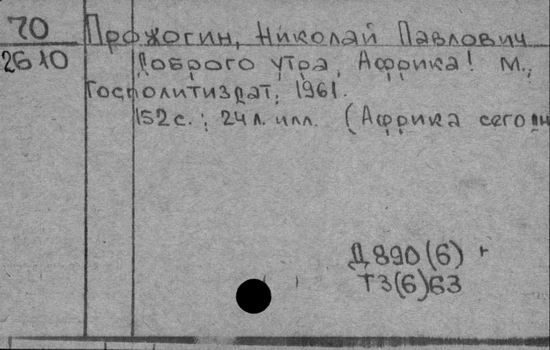 70 Прожогин, Николай Павлович
2610 Доброго утра, Африка! М.,
Госполитиздат, 1961.
152 с.; 24 л. илл. (Африка сегодн
Д890(6)
Т3(6)63